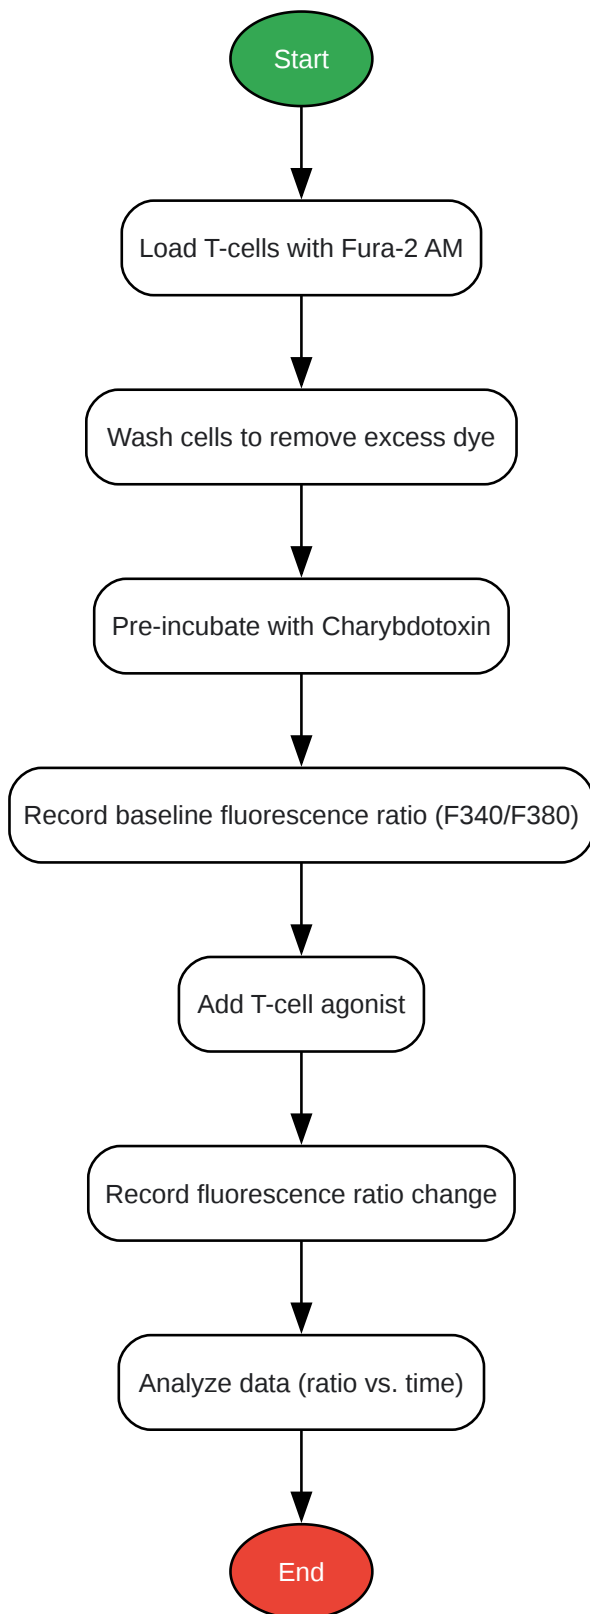 Start
Load T-cells with Fura-2 AM
Wash cells to remove excess dye
Pre-incubate with Charybdotoxin
Record baseline fluorescence ratio (F340/F380)
Add T-cell agonist
Record fluorescence ratio change
Analyze data (ratio vs. time)
End